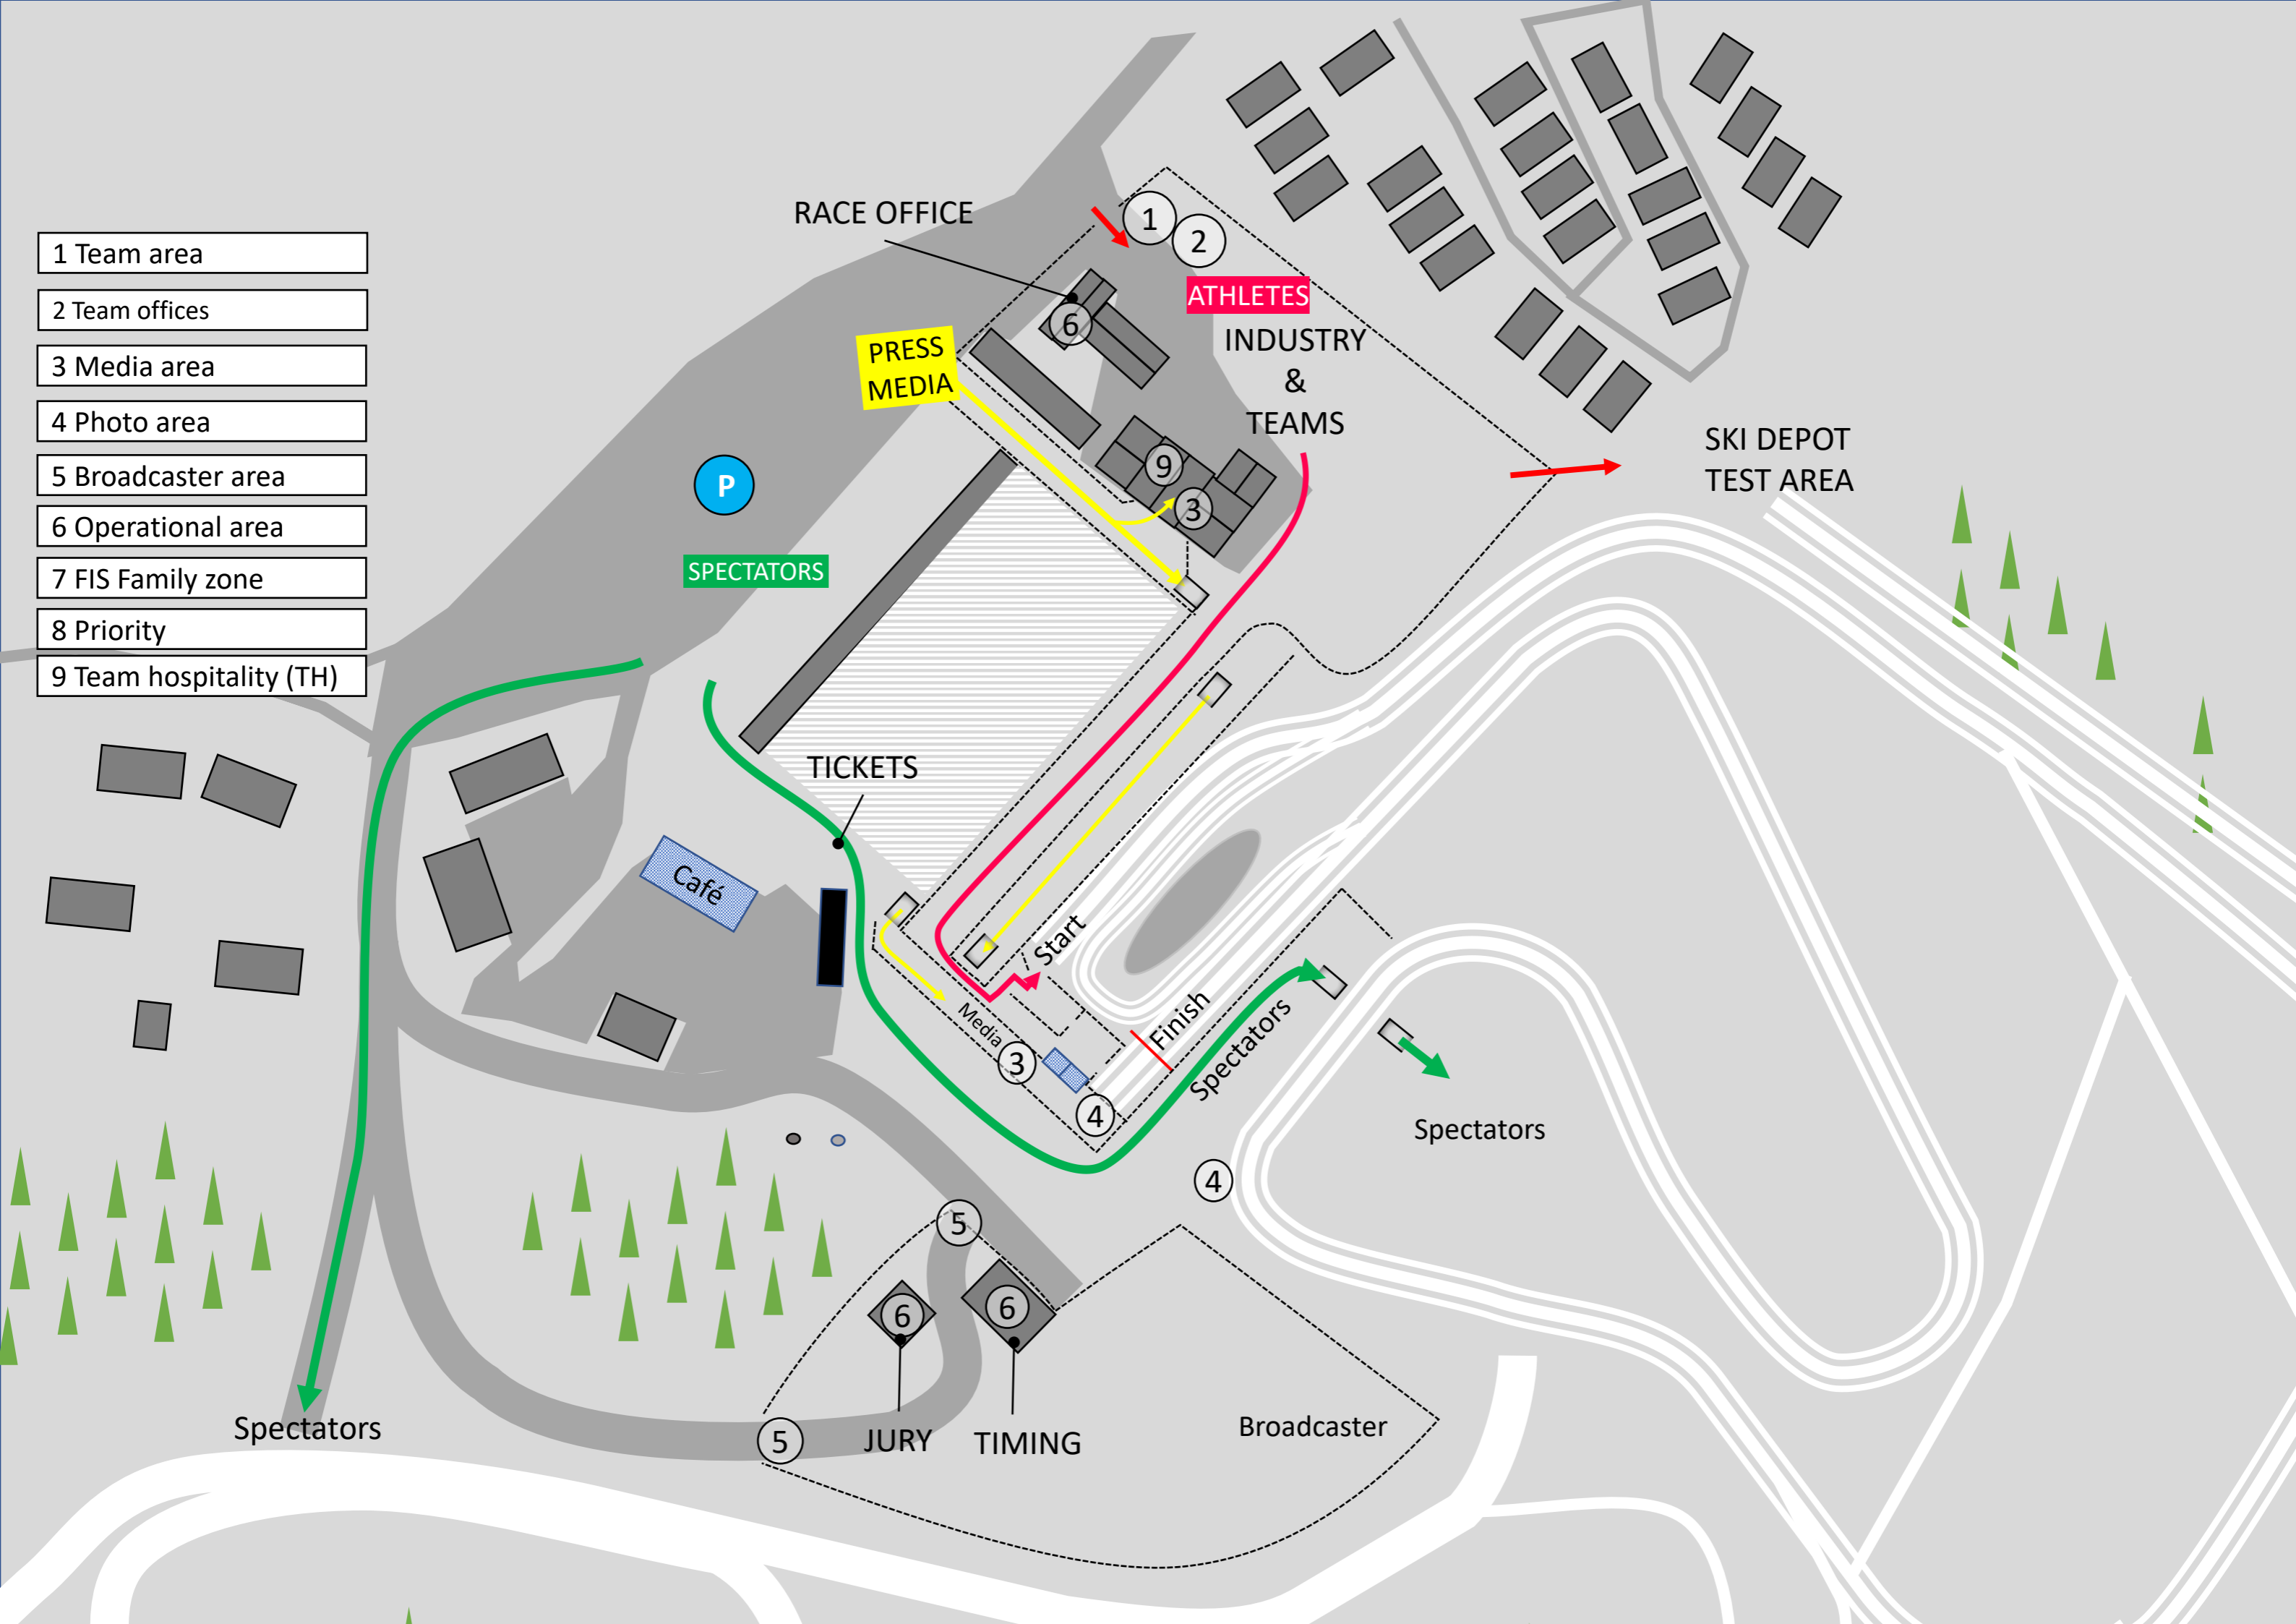 1 Team area
2 Team offices
3 Media area
4 Photo area
5 Broadcaster area
6 Operational area
7 FIS Family zone
8 Priority
9 Team hospitality (TH)
RACE OFFICE
1
2
ATHLETES
6
INDUSTRY
&
TEAMS
PRESS
MEDIA
9
3
SKI DEPOT
TEST AREA
P
SPECTATORS
TICKETS
Café
Start
Finish
Media
3
4
Spectators
Spectators
4
5
6
6
5
JURY
TIMING
Broadcaster
Spectators